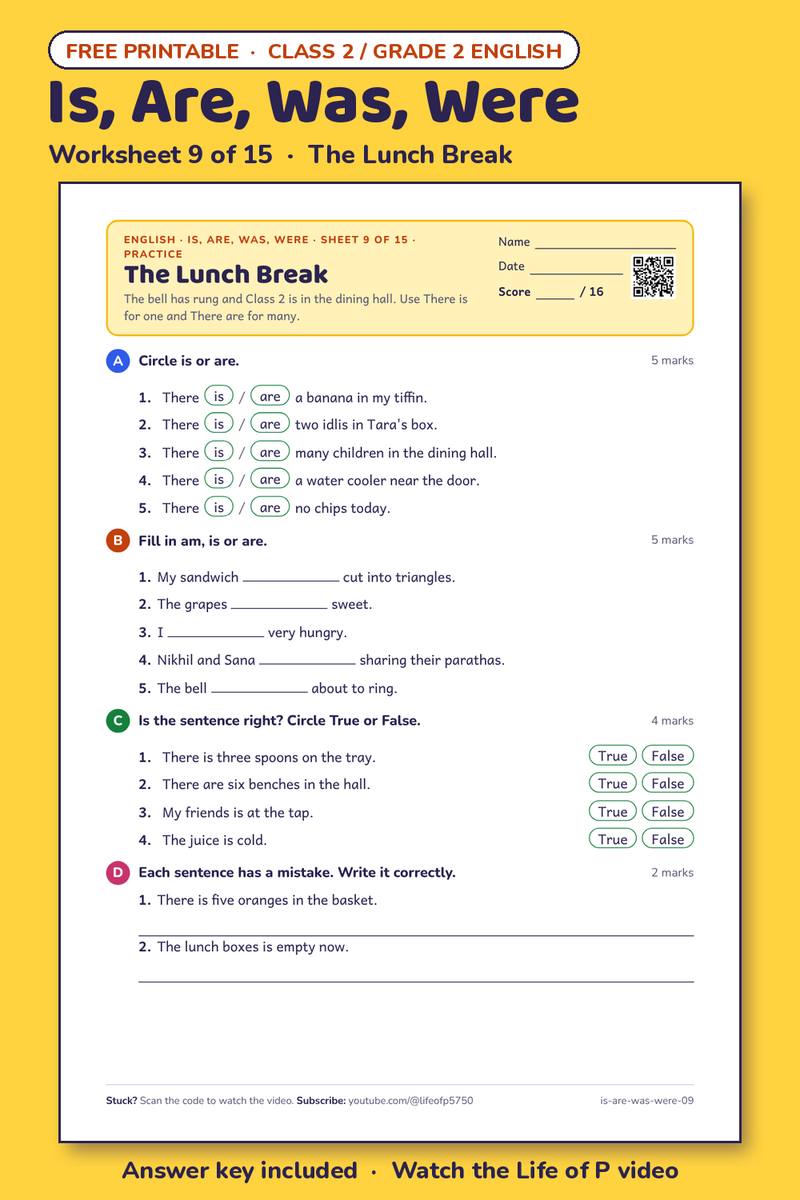 FREE PRINTABLE · CLASS 2 / GRADE 2 ENGLISH
Is, Are, Was, Were
Worksheet 9 of 15 · The Lunch Break
ENGLISH · IS, ARE, WAS, WERE · SHEET 9 OF 15 ·
PRACTICE
The Lunch Break
The bell has rung and Class 2 is in the dining hall. Use There is
for one and There are for many.
Name ____________
Date ____________
Score ______ / 16
A Circle is or are. 5 marks
1. There is / are a banana in my tiffin.
2. There is / are two idlis in Tara's box.
3. There is / are many children in the dining hall.
4. There is / are a water cooler near the door.
5. There is / are no chips today.
B Fill in am, is or are. 5 marks
1. My sandwich ____________ cut into triangles.
2. The grapes ____________ sweet.
3. I ____________ very hungry.
4. Nikhil and Sana ____________ sharing their parathas.
5. The bell ____________ about to ring.
C Is the sentence right? Circle True or False. 4 marks
1. There is three spoons on the tray. True False
2. There are six benches in the hall. True False
3. My friends is at the tap. True False
4. The juice is cold. True False
D Each sentence has a mistake. Write it correctly. 2 marks
1. There is five oranges in the basket.
2. The lunch boxes is empty now.
Stuck? Scan the code to watch the video. Subscribe: youtube.com/@lifeofp5750 is-are-was-were-09
Answer key included · Watch the Life of P video